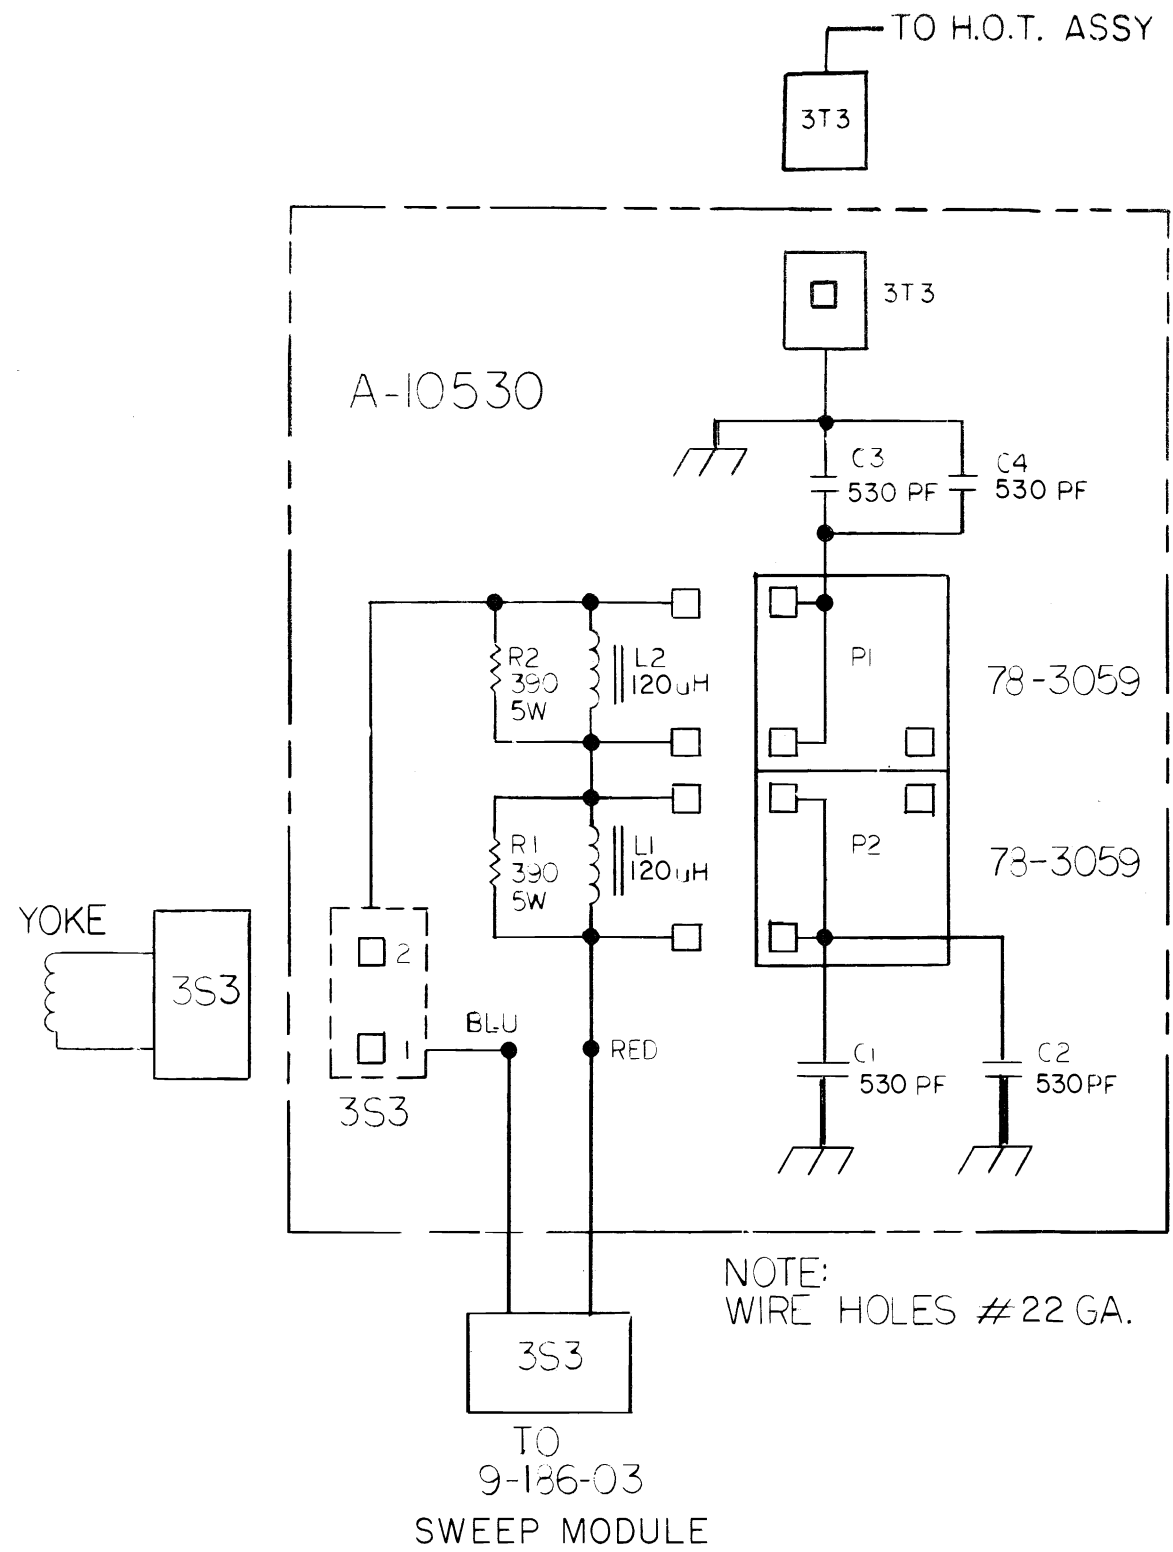 TO H.O.T. ASSY
3T3
3T3
A-10530
C3
530 PF
C4
530 PF
R2
390
5W
L2
120uH
P1
78-3059
R1
390
5W
L1
120uH
P2
78-3059
YOKE
3S3
2
1
3S3
BLU
RED
C1
530 PF
C2
530PF
NOTE:
WIRE HOLES #22 GA.
3S3
TO
9-186-03
SWEEP MODULE